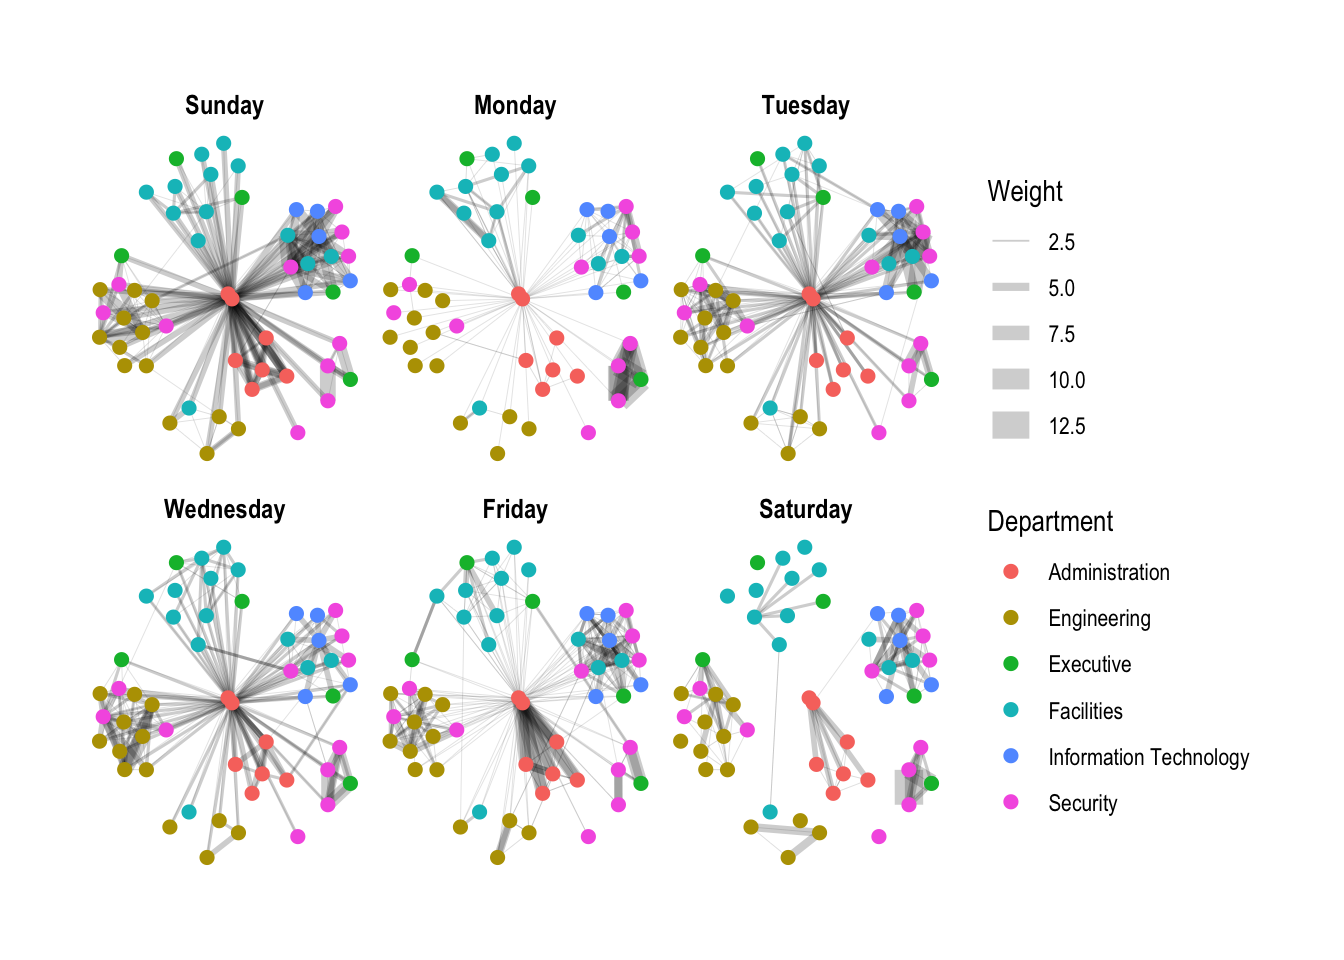 Sunday
Monday
Tuesday
Weight
2.5
5.0
7.5
10.0
12.5
Wednesday
Friday
Saturday
Department
Administration
Engineering
Executive
Facilities
Information Technology
Security